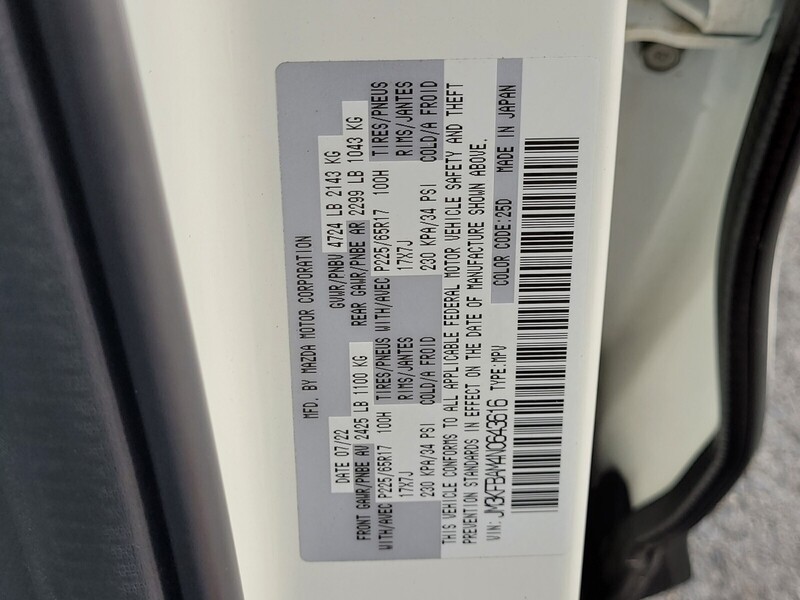 MFD. BY MAZDA MOTOR CORPORATION
DATE 07/22 GVWR/PNBV 4724 LB 2143 KG
FRONT GAWR/PNBE AV 2425 LB 1100 KG REAR GAWR/PNBE AR 2299 LB 1043 KG
WITH/AVEC P225/65R17 100H TIRES/PNEUS WITH/AVEC P225/65R17 100H TIRES/PNEUS
17X7J RIMS/JANTES 17X7J RIMS/JANTES
230 KPA/34 PSI COLD/A FROID 230 KPA/34 PSI COLD/A FROID
THIS VEHICLE CONFORMS TO ALL APPLICABLE FEDERAL MOTOR VEHICLE SAFETY AND THEFT
PREVENTION STANDARDS IN EFFECT ON THE DATE OF MANUFACTURE SHOWN ABOVE.
VIN: JM3KFBAM4N0643616 TYPE: MPV COLOR CODE: 25D MADE IN JAPAN